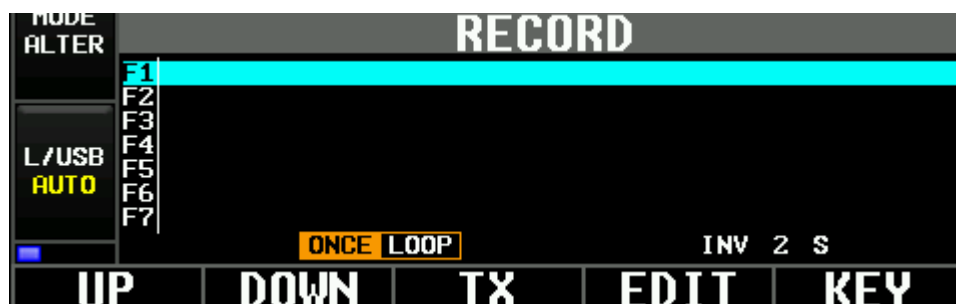 MODE
ALTER
RECORD
F1
F2
F3
F4
F5
F6
F7
L/USB
AUTO
ONCE LOOP
INV 2 S
UP DOWN TX EDIT KEY